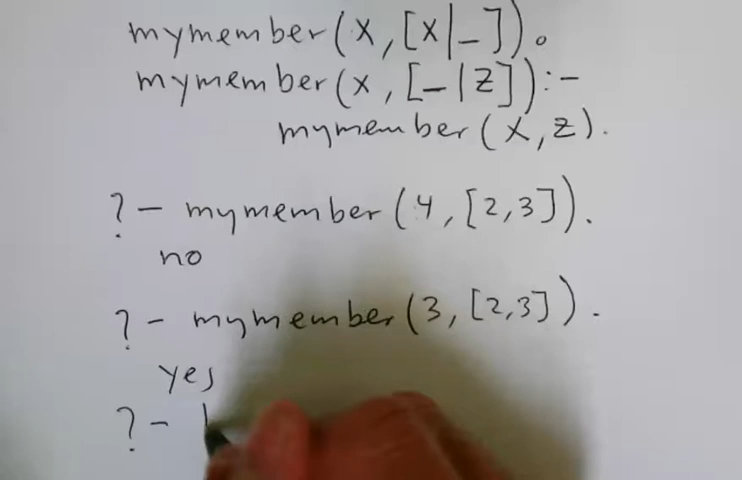 mymember(X,[X|_]).
mymember(X,[_|Z]):-
mymember(X,Z).
?- mymember(4,[2,3]).
no
?- mymember(3,[2,3]).
yes
?-